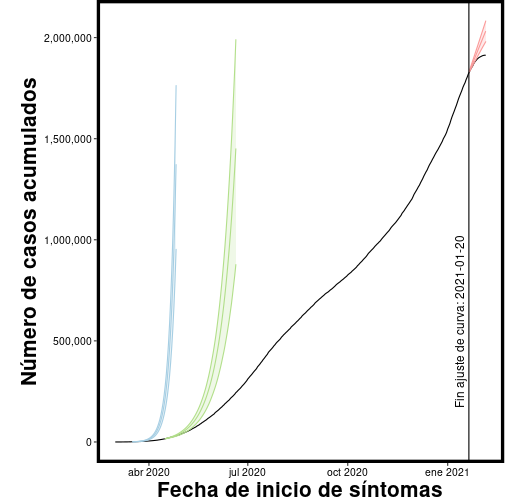 Número de casos acumulados
2,000,000
1,500,000
1,000,000
500,000
0
Fin ajuste de curva: 2021-01-20
abr 2020
jul 2020
oct 2020
ene 2021
Fecha de inicio de síntomas